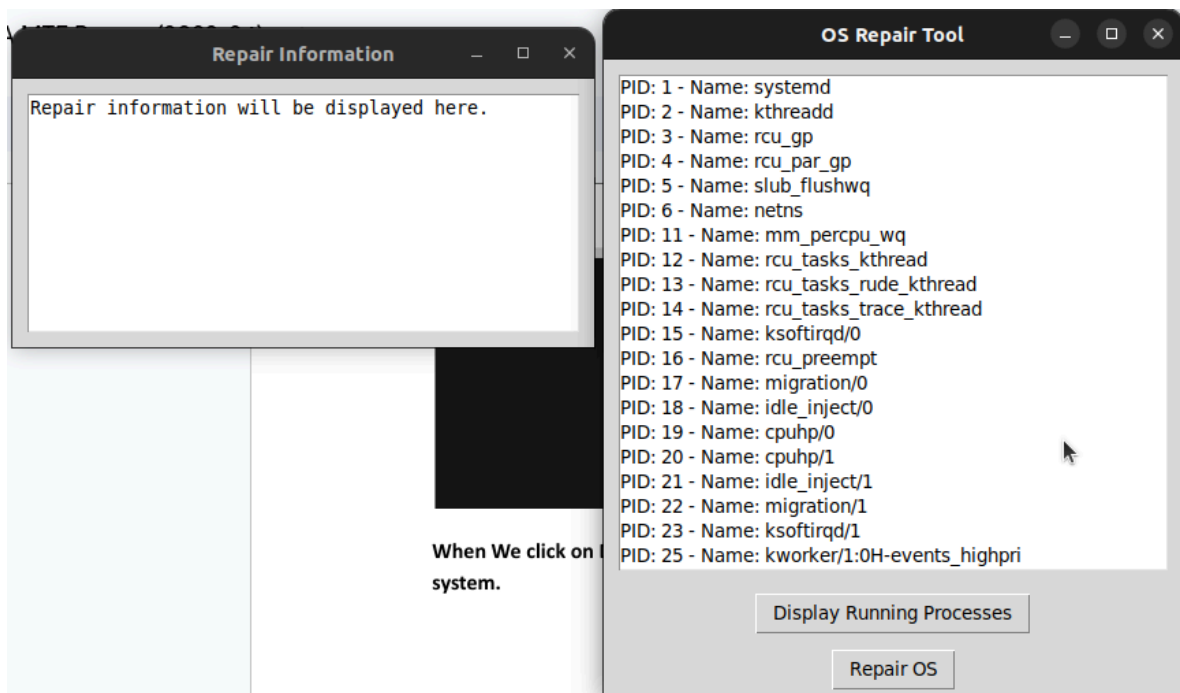 Repair Information
Repair information will be displayed here.
When We click on
system.
OS Repair Tool
PID: 1 - Name: systemd
PID: 2 - Name: kthreadd
PID: 3 - Name: rcu_gp
PID: 4 - Name: rcu_par_gp
PID: 5 - Name: slub_flushwq
PID: 6 - Name: netns
PID: 11 - Name: mm_percpu_wq
PID: 12 - Name: rcu_tasks_kthread
PID: 13 - Name: rcu_tasks_rude_kthread
PID: 14 - Name: rcu_tasks_trace_kthread
PID: 15 - Name: ksoftirqd/0
PID: 16 - Name: rcu_preempt
PID: 17 - Name: migration/0
PID: 18 - Name: idle_inject/0
PID: 19 - Name: cpuhp/0
PID: 20 - Name: cpuhp/1
PID: 21 - Name: idle_inject/1
PID: 22 - Name: migration/1
PID: 23 - Name: ksoftirqd/1
PID: 25 - Name: kworker/1:0H-events_highpri
Display Running Processes
Repair OS